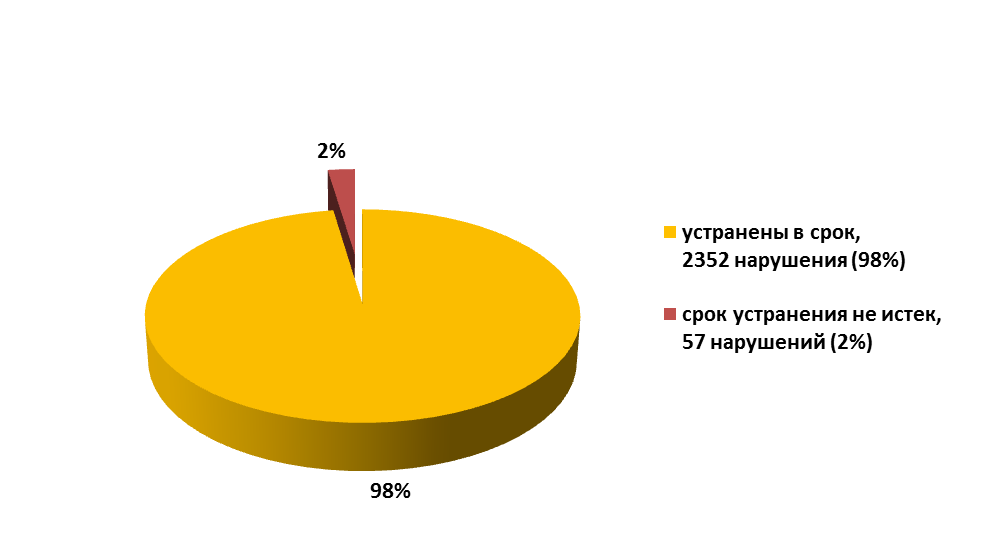 2%
устранены в срок,
2352 нарушения (98%)
срок устранения не истек,
57 нарушений (2%)
98%